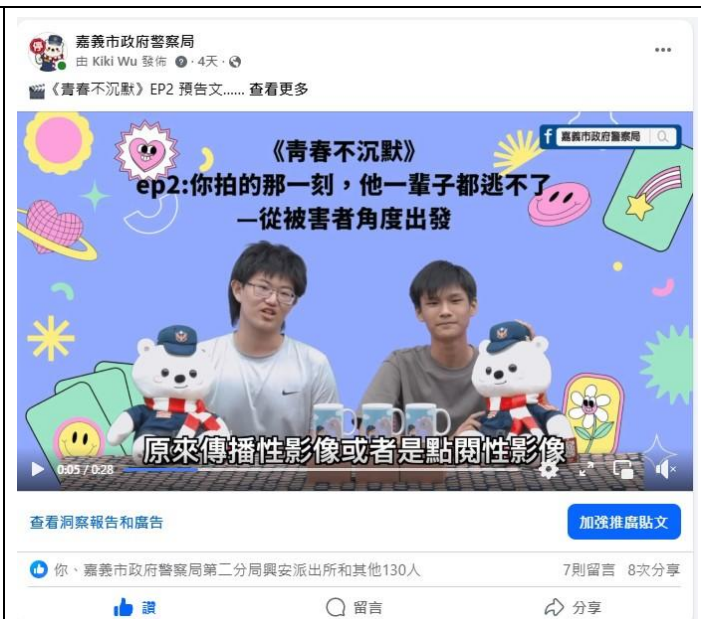 嘉義市政府警察局
由 Kiki Wu 發佈 · 4天 ·
《青春不沉默》EP2 預告文...... 查看更多
f 嘉義市政府警察局
《青春不沉默》
ep2:你拍的那一刻，他一輩子都逃不了
—從被害者角度出發
原來傳播性影像或者是點閱性影像
0:05 / 0:28
查看洞察報告和廣告
加強推廣貼文
你、嘉義市政府警察局第二分局興安派出所和其他130人
7則留言 8次分享
讚
留言
分享